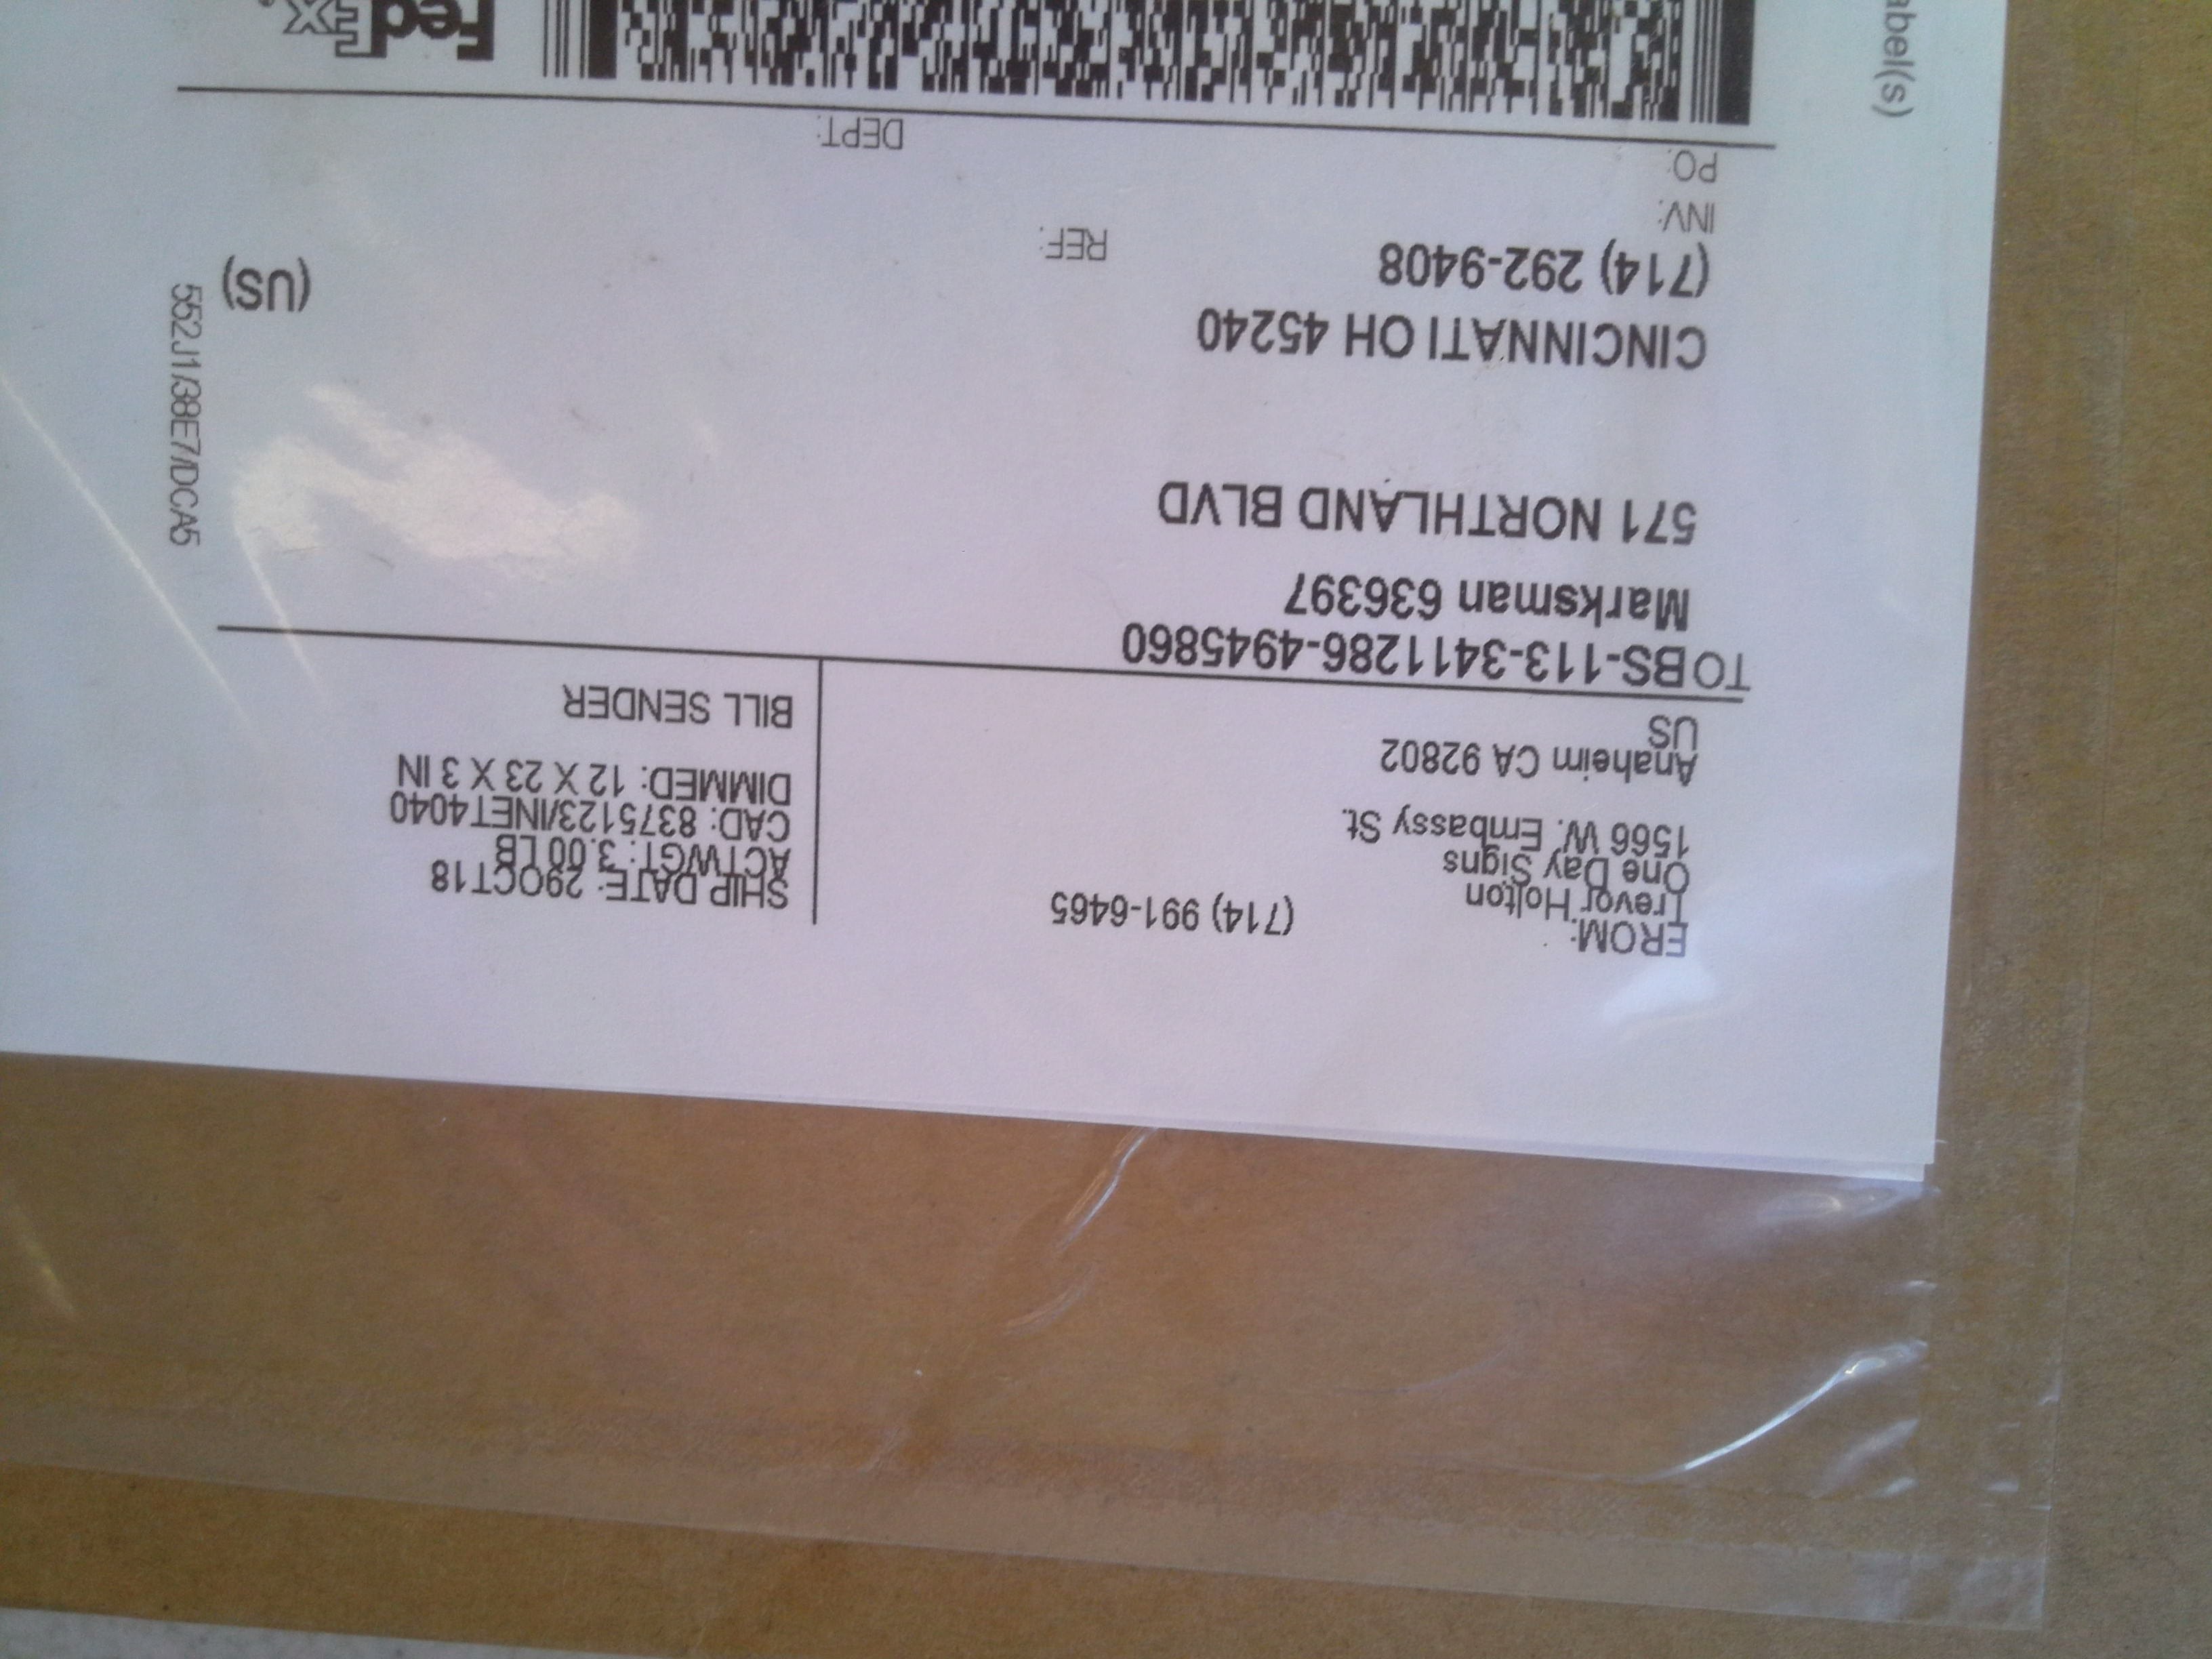 FROM:
Trevor Holton
(714) 991-6465
One Day Signs
1566 W. Embassy St.
Anaheim CA 92802
US
SHIP DATE: 29OCT18
ACTWGT: 3.00 LB
CAD: 8375123/INET4040
DIMMED: 12 X 23 X 3 IN
BILL SENDER
TO BS-113-3411286-4945860
Marksman 636397
571 NORTHLAND BLVD
CINCINNATI OH 45240
(714) 292-9408
REF:
INV:
PO:
DEPT:
(US)
552J1/38E7/DCA5
FedEx
abel(s)